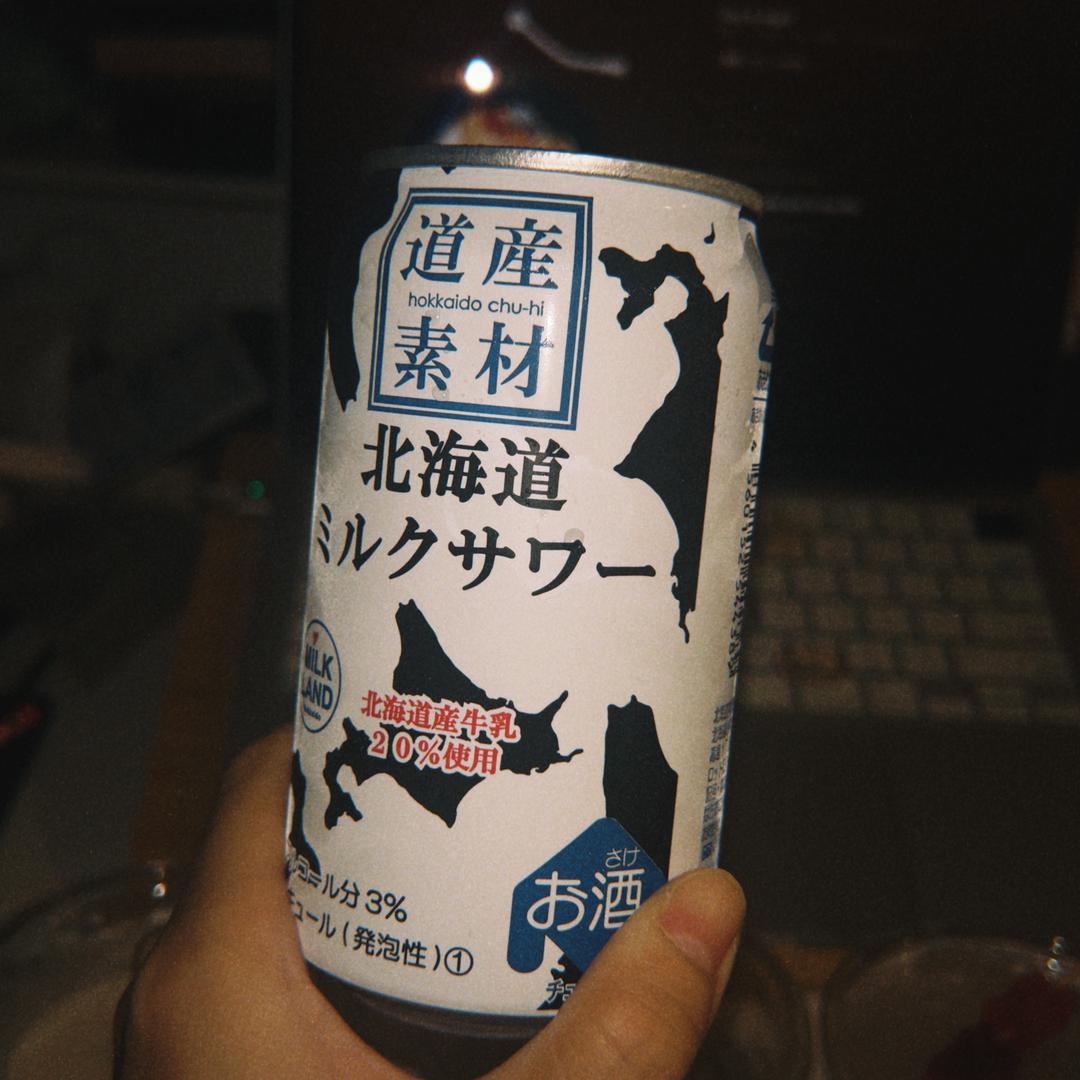 道産
hokkaido chu-hi
素材
北海道
ミルクサワー
MILK
LAND
北海道産牛乳
20%使用
ルコール分3%
ュール(発泡性)①
さけ
お酒